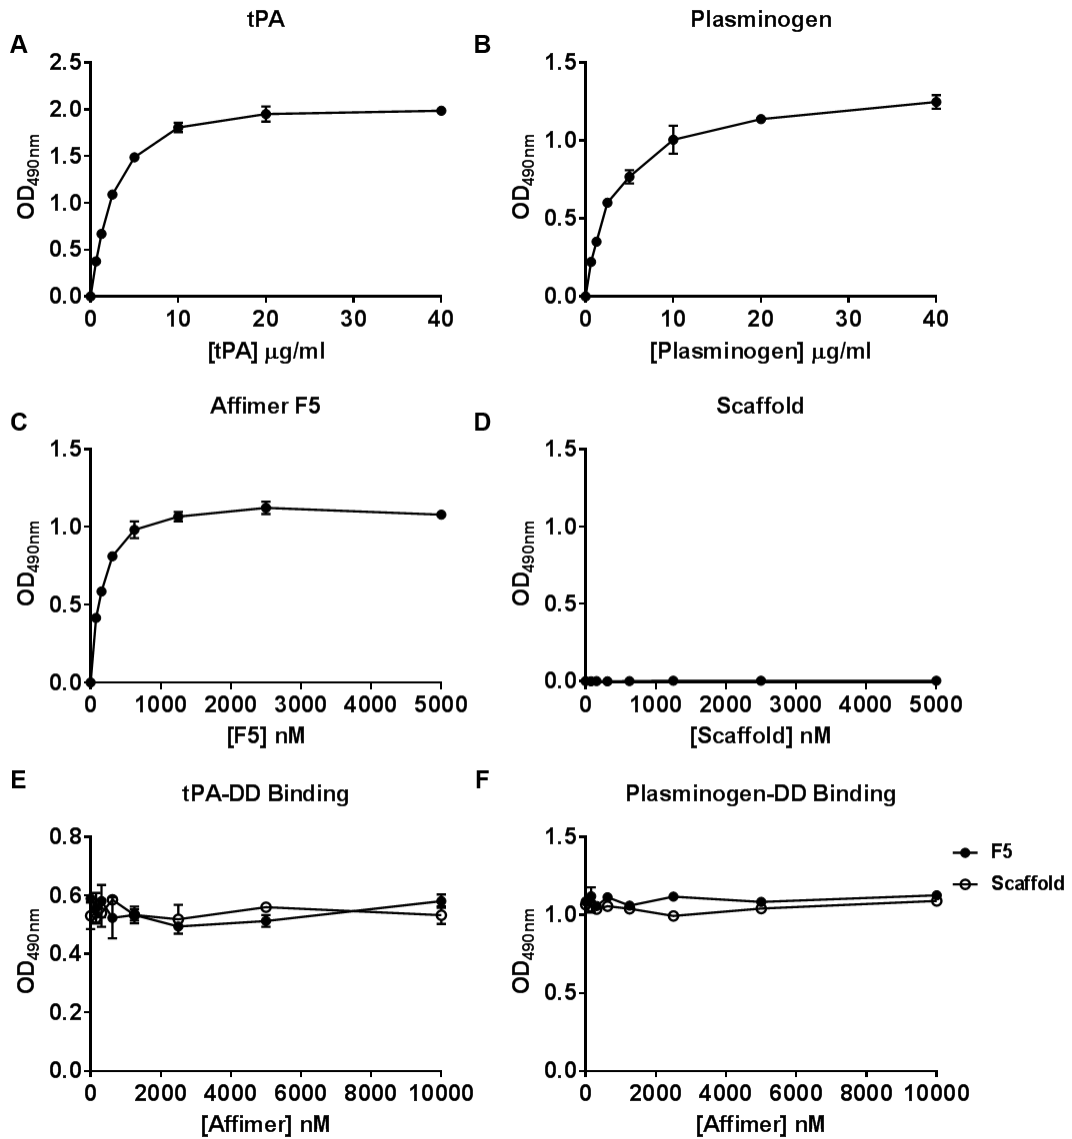 tPA
A
2.5
2.0
1.5
1.0
0.5
0.0
OD490nm
0 10 20 30 40
[tPA] μg/ml
Plasminogen
B
1.5
1.0
0.5
0.0
OD490nm
0 10 20 30 40
[Plasminogen] μg/ml
Affimer F5
C
1.5
1.0
0.5
0.0
OD490nm
0 1000 2000 3000 4000 5000
[F5] nM
Scaffold
D
1.5
1.0
0.5
0.0
OD490nm
0 1000 2000 3000 4000 5000
[Scaffold] nM
E
tPA-DD Binding
0.8
0.6
0.4
0.2
0.0
OD490nm
0 2000 4000 6000 8000 10000
[Affimer] nM
F
Plasminogen-DD Binding
1.5
1.0
0.5
0.0
OD490nm
0 2000 4000 6000 8000 10000
[Affimer] nM
F5
Scaffold